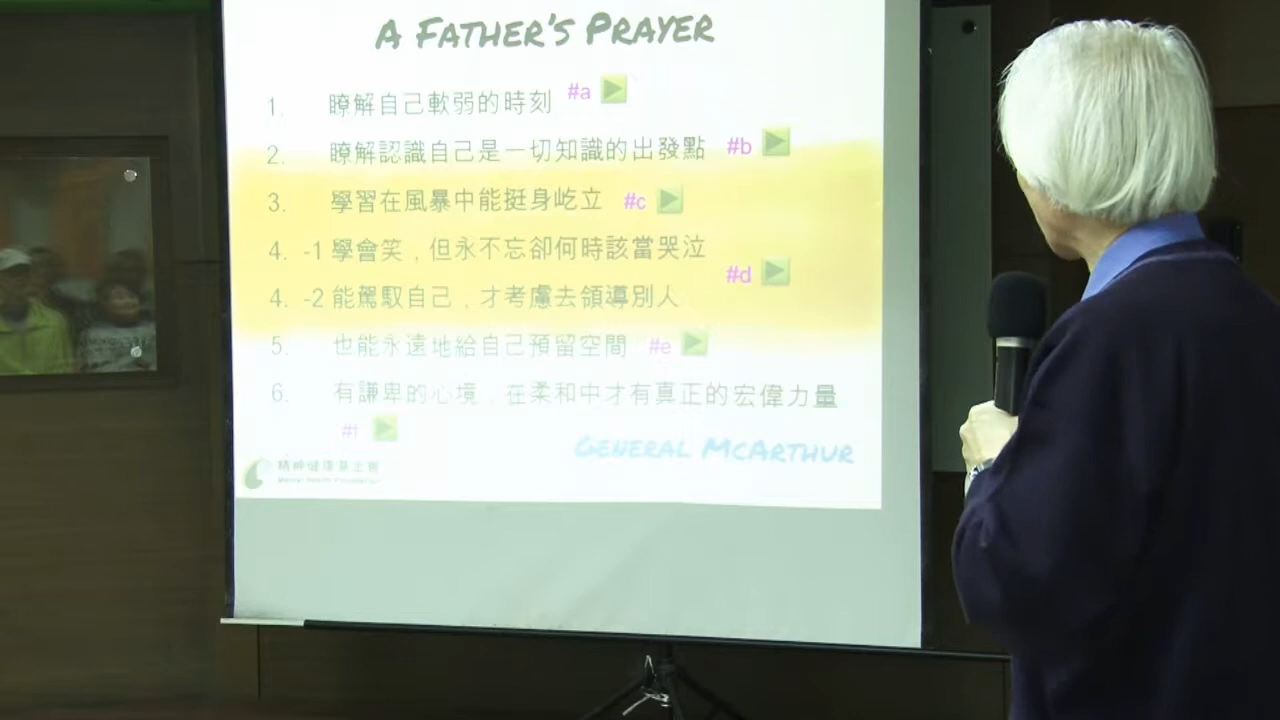 A FATHER'S PRAYER
1. 瞭解自己軟弱的時刻 #a
2. 瞭解認識自己是一切知識的出發點 #b
3. 學習在風暴中能挺身屹立 #c
4. -1 學會笑，但永不忘卻何時該當哭泣
#d
4. -2 能駕馭自己，才考慮去領導別人
5. 也能永遠地給自己預留空間 #e
6. 有謙卑的心境，在柔和中才有真正的宏偉力量
#f
GENERAL MCARTHUR
精神健康基金會
Mental Health Foundation